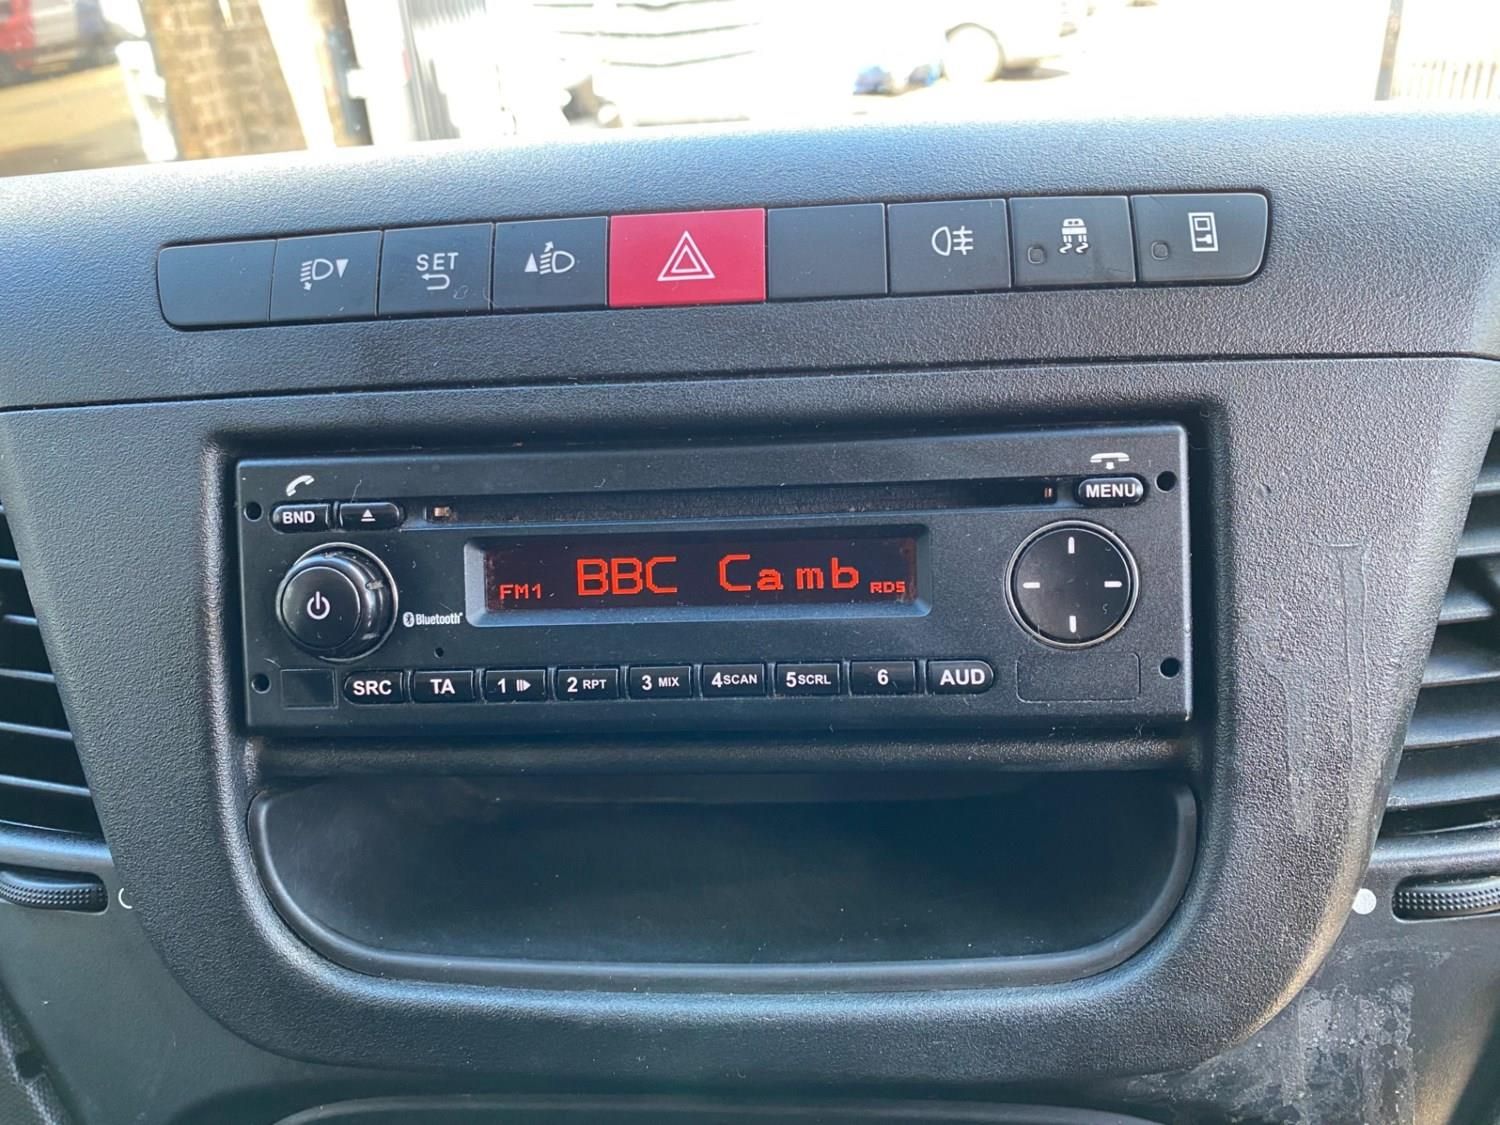 SET
BND
MENU
FM1 BBC Camb RDS
Bluetooth
SRC TA 1 2 RPT 3 MIX 4SCAN 5SCRL 6 AUD